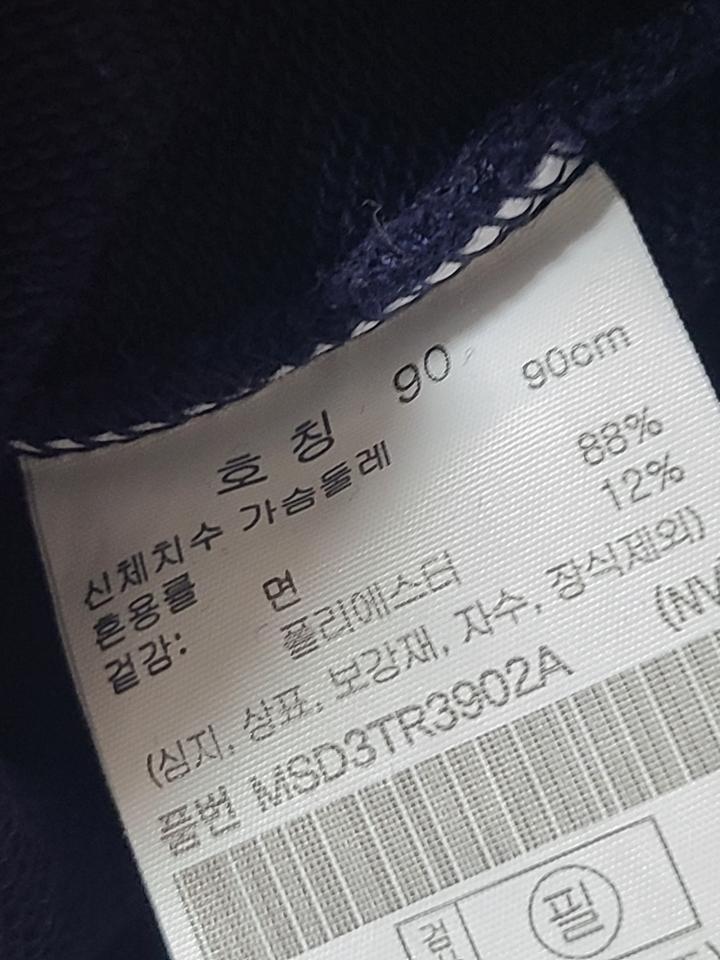 호 칭 90
신체치수 가슴둘레 90cm
혼용률
겉감: 면 88%
폴리에스터 12%
(심지, 상표, 보강재, 자수, 장식제외)
품번 MSD3TR3902A (NV
검
필